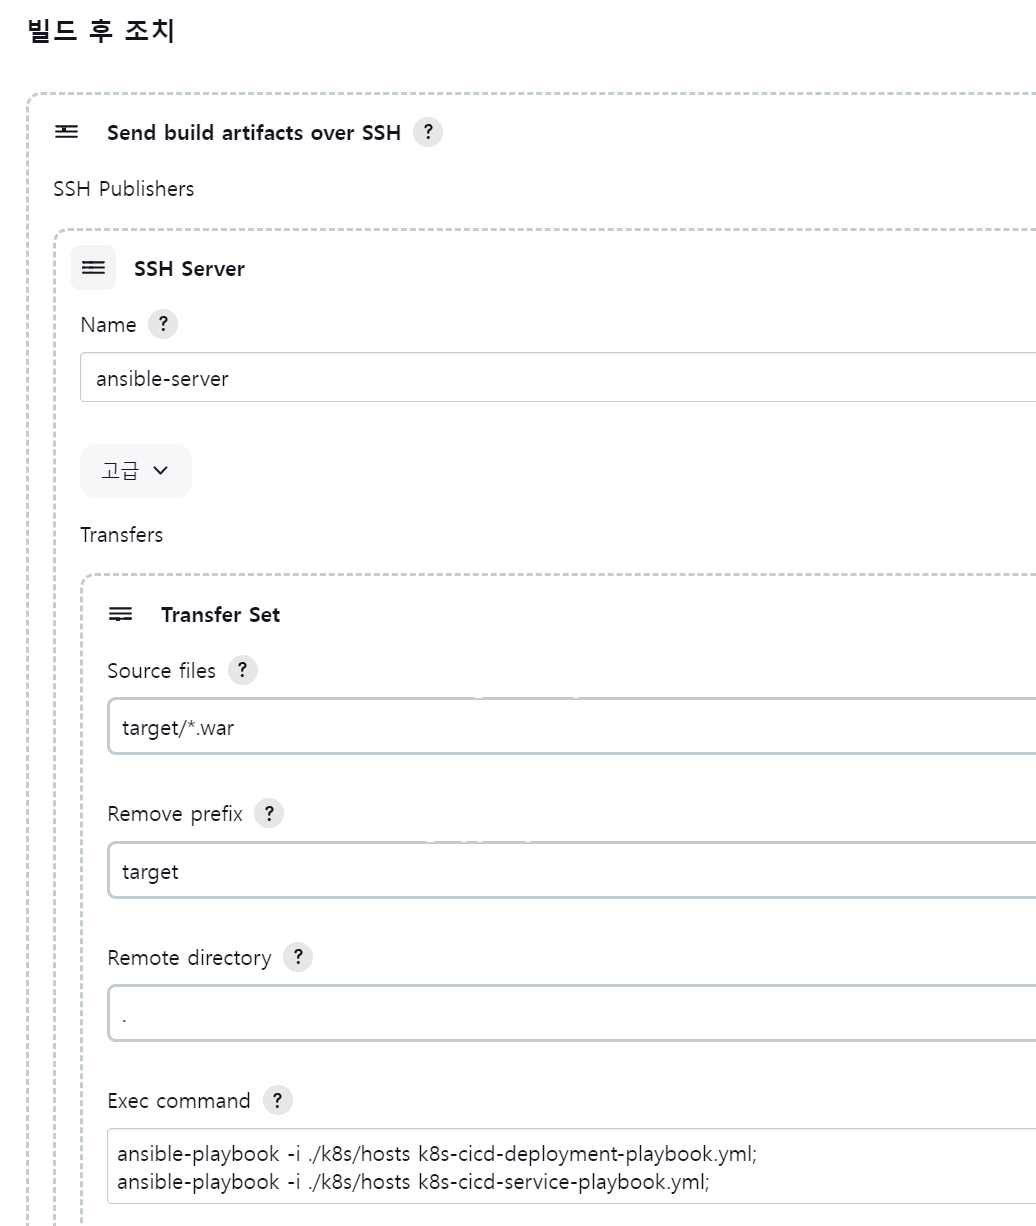 빌드 후 조치
Send build artifacts over SSH ?
SSH Publishers
SSH Server
Name ?
ansible-server
고급
Transfers
Transfer Set
Source files ?
target/*.war
Remove prefix ?
target
Remote directory ?
.
Exec command ?
ansible-playbook -i ./k8s/hosts k8s-cicd-deployment-playbook.yml;
ansible-playbook -i ./k8s/hosts k8s-cicd-service-playbook.yml;